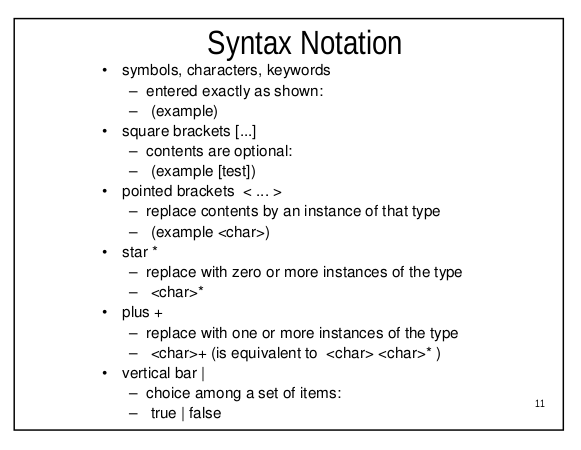 Syntax Notation
• symbols, characters, keywords
– entered exactly as shown:
– (example)
• square brackets [...]
– contents are optional:
– (example [test])
• pointed brackets < ... >
– replace contents by an instance of that type
– (example <char>)
• star *
– replace with zero or more instances of the type
– <char>*
• plus +
– replace with one or more instances of the type
– <char>+ (is equivalent to <char> <char>* )
• vertical bar |
– choice among a set of items:
– true | false
11